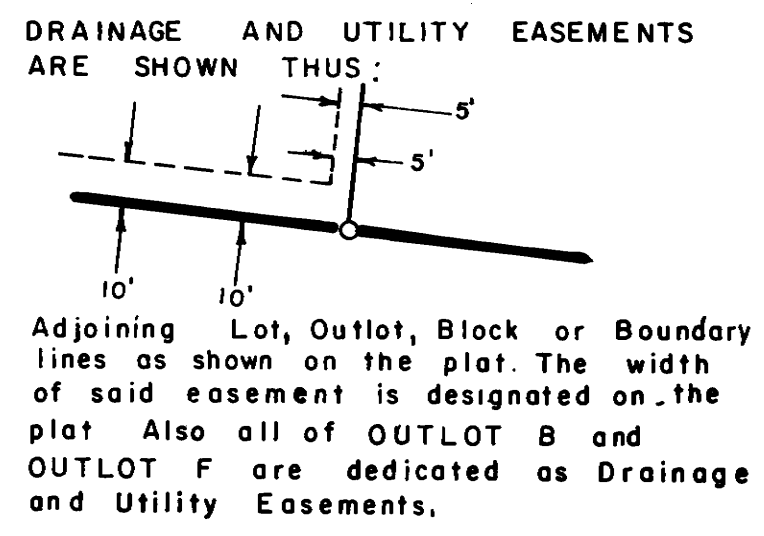 DRAINAGE AND UTILITY EASEMENTS
ARE SHOWN THUS:
5'
5'
10'
10'
Adjoining Lot, Outlot, Block or Boundary
lines as shown on the plat. The width
of said easement is designated on the
plat Also all of OUTLOT B and
OUTLOT F are dedicated as Drainage
and Utility Easements.